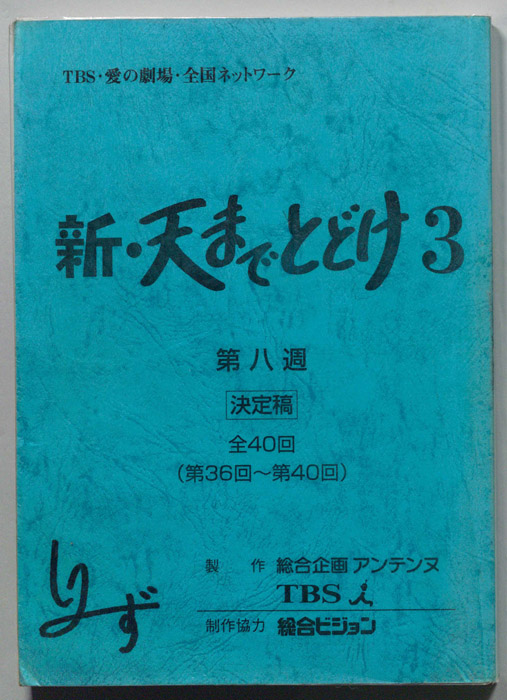 TBS・愛の劇場・全国ネットワーク
新・天までとどけ3
第八週
決定稿
全40回
(第36回～第40回)
製作 総合企画アンテンヌ
TBS
制作協力 総合ビジョン